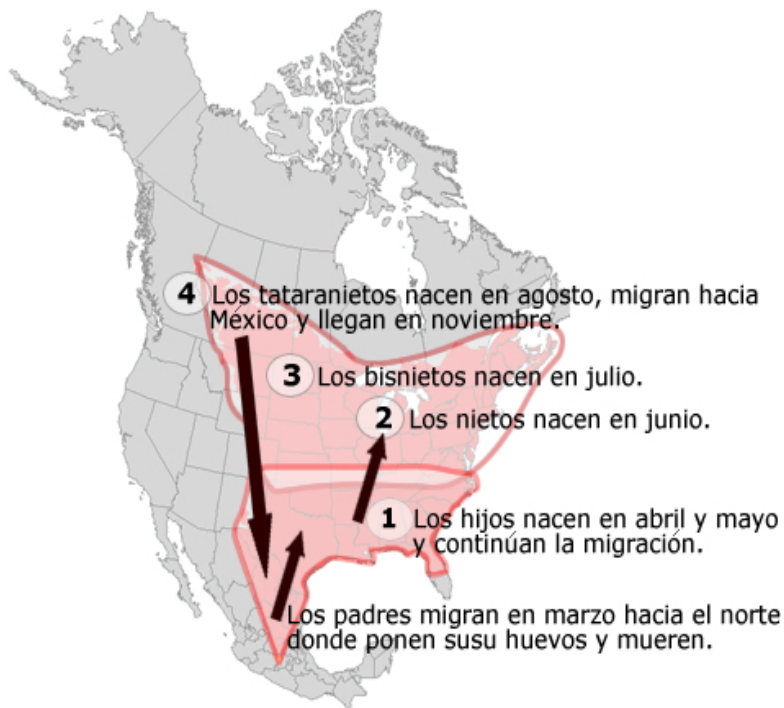 4 Los tataranietos nacen en agosto, migran hacia
México y llegan en noviembre.
3 Los bisnietos nacen en julio.
2 Los nietos nacen en junio.
1 Los hijos nacen en abril y mayo
y continúan la migración.
Los padres migran en marzo hacia el norte
donde ponen susu huevos y mueren.